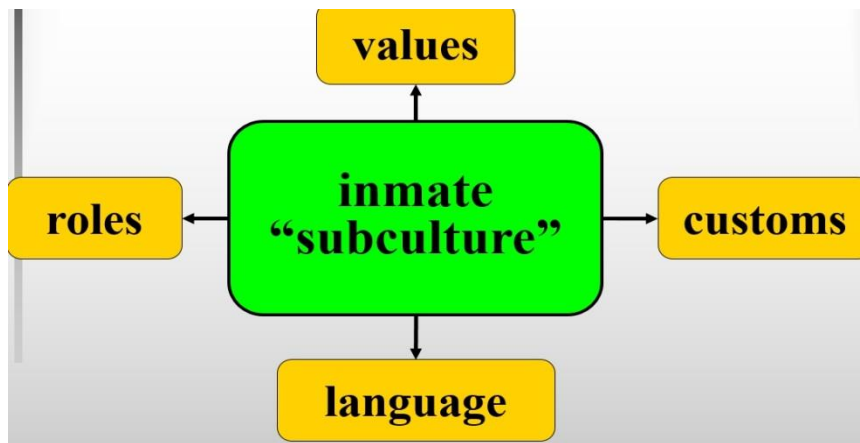 values
roles
inmate
“subculture”
customs
language